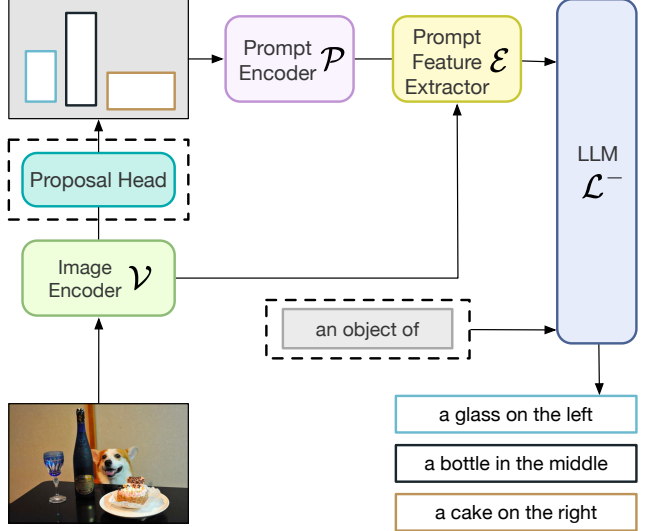 Prompt
Encoder 𝒫
Prompt
Feature
Extractor ℰ
LLM
ℒ⁻
Proposal Head
Image
Encoder 𝒱
an object of
a glass on the left
a bottle in the middle
a cake on the right